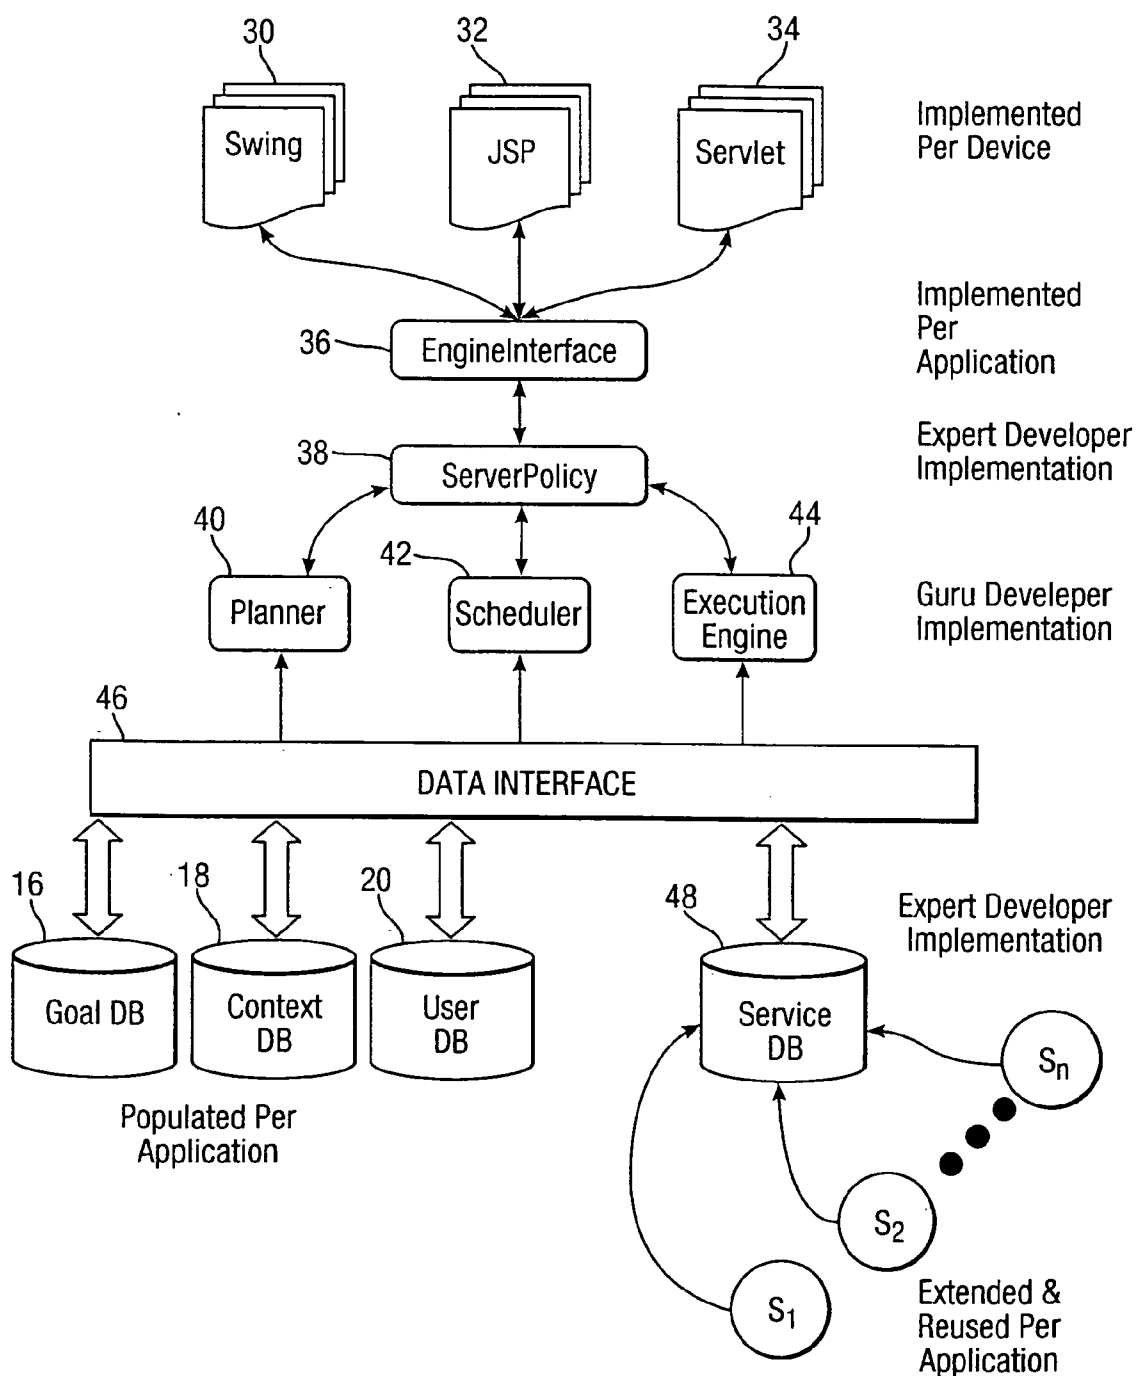 30
32
34
Swing
JSP
Servlet
Implemented
Per Device
36
EngineInterface
Implemented
Per
Application
38
ServerPolicy
Expert Developer
Implementation
40
42
44
Planner
Scheduler
Execution
Engine
Guru Develeper
Implementation
46
DATA INTERFACE
16
18
20
48
Goal DB
Context
DB
User
DB
Service
DB
Expert Developer
Implementation
Populated Per
Application
Sn
S2
S1
Extended &
Reused Per
Application